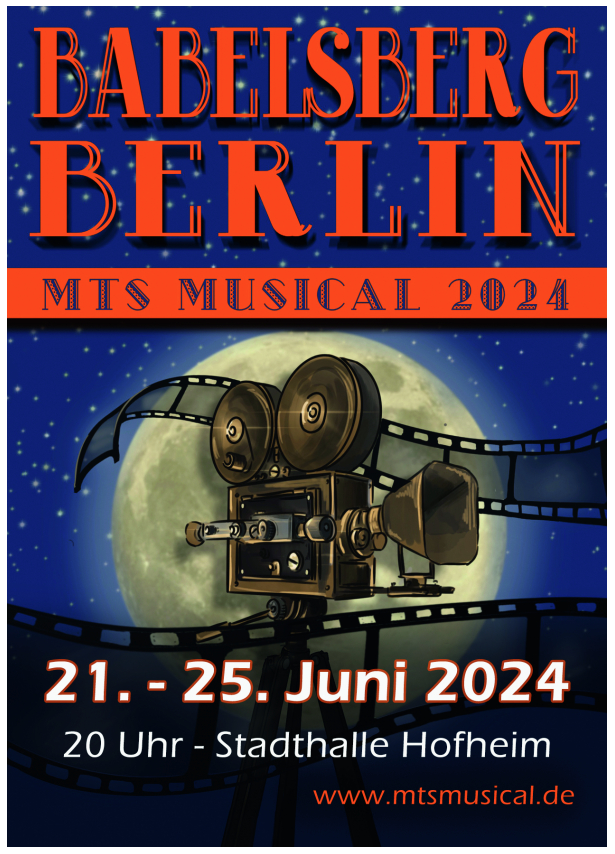 BABELSBERG
BERLIN
MTS MUSICAL 2024
21. - 25. Juni 2024
20 Uhr - Stadthalle Hofheim
www.mtsmusical.de